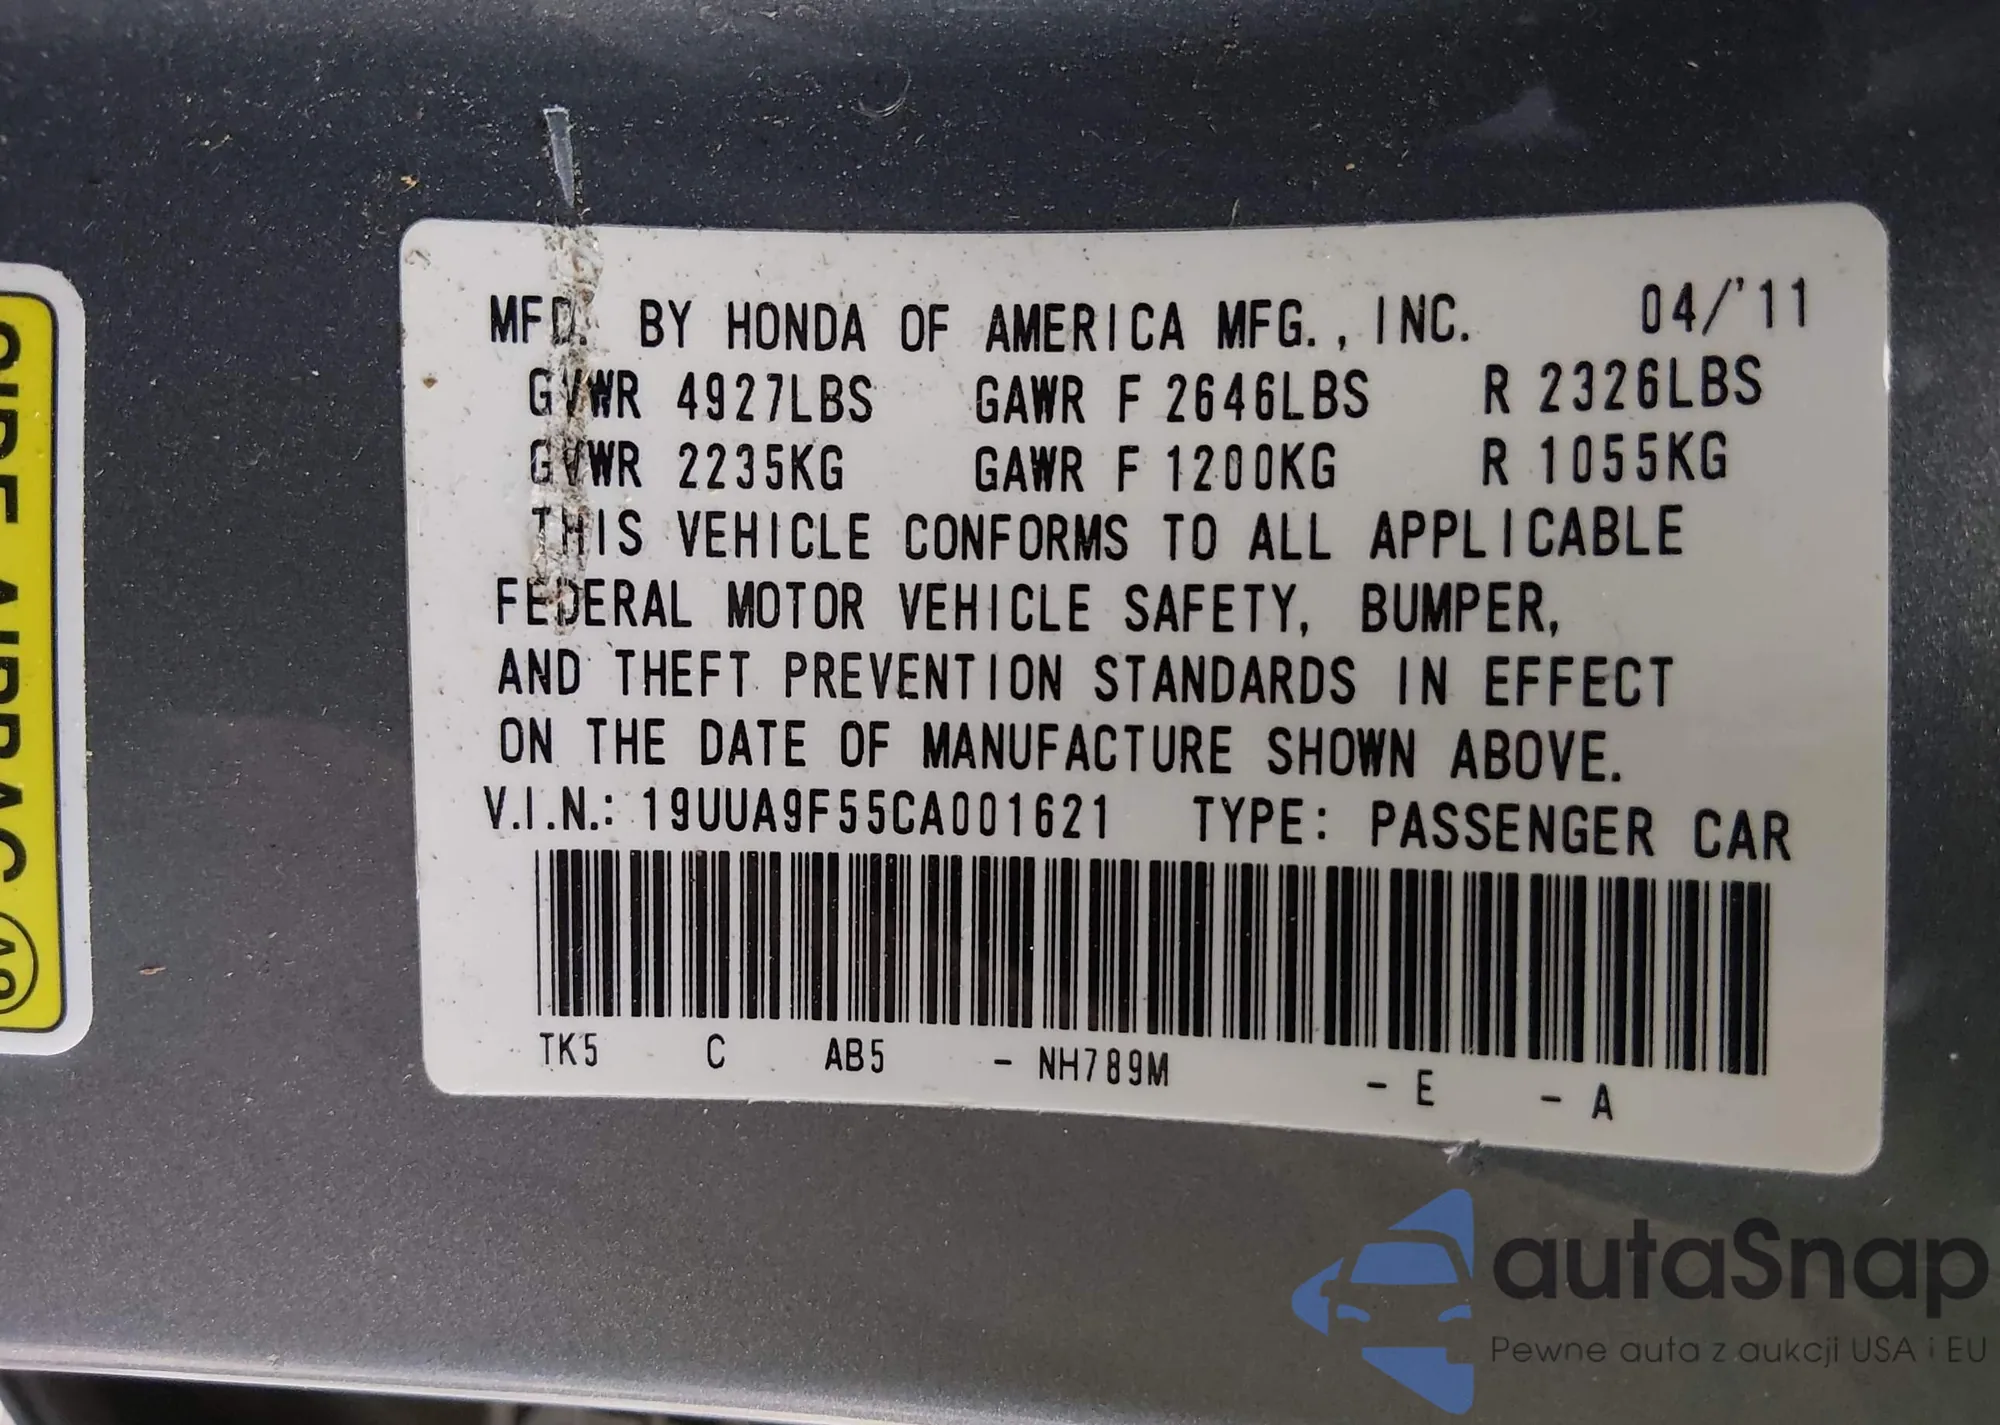 MFD. BY HONDA OF AMERICA MFG., INC. 04/'11
GVWR 4927LBS GAWR F 2646LBS R 2326LBS
GVWR 2235KG GAWR F 1200KG R 1055KG
THIS VEHICLE CONFORMS TO ALL APPLICABLE
FEDERAL MOTOR VEHICLE SAFETY, BUMPER,
AND THEFT PREVENTION STANDARDS IN EFFECT
ON THE DATE OF MANUFACTURE SHOWN ABOVE.
V.I.N.: 19UUA9F55CA001621 TYPE: PASSENGER CAR
TK5 C AB5 - NH789M - E - A
AIRBAG
autaSnap
Pewne auta z aukcji USA i EU